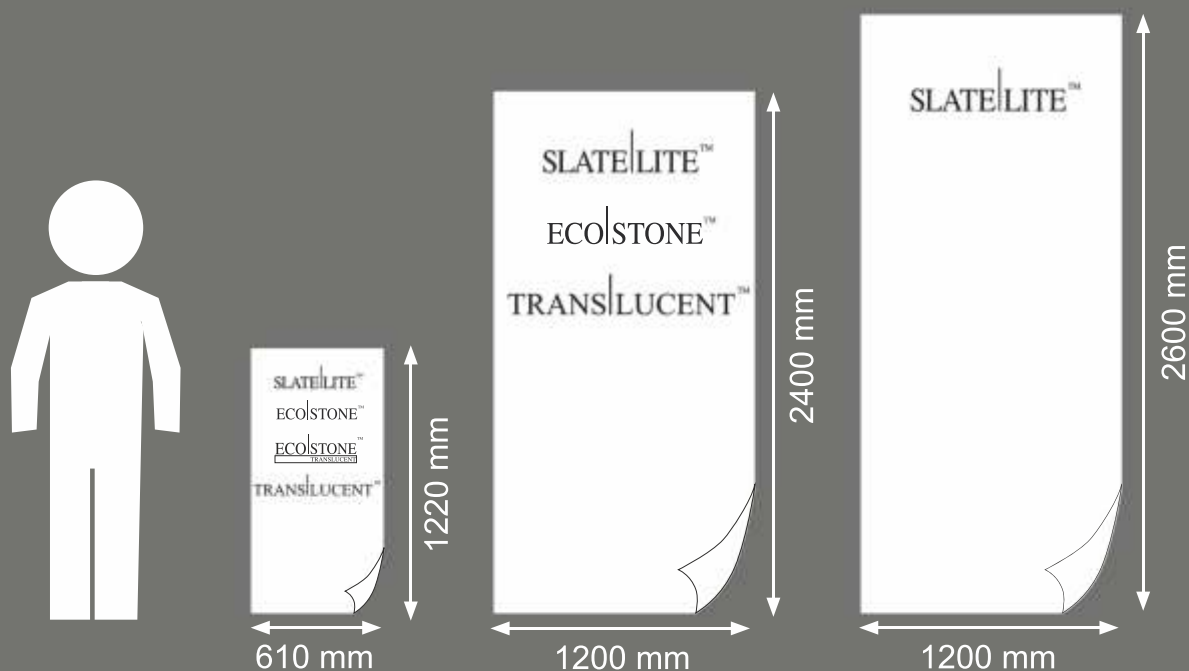 SLATE|LITE™
ECO|STONE™
ECO|STONE™
TRANSLUCENT
TRANS|LUCENT™
1220 mm
610 mm
SLATE|LITE™
ECO|STONE™
TRANS|LUCENT™
2400 mm
1200 mm
SLATE|LITE™
2600 mm
1200 mm